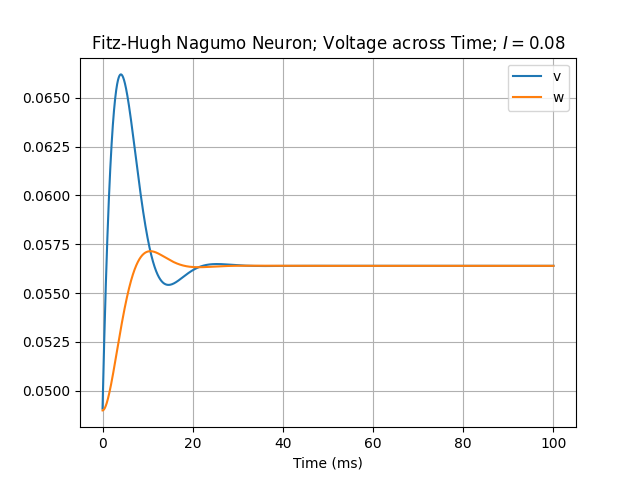 Fitz-Hugh Nagumo Neuron; Voltage across Time; I = 0.08
v
w
0.0650
0.0625
0.0600
0.0575
0.0550
0.0525
0.0500
0 20 40 60 80 100
Time (ms)